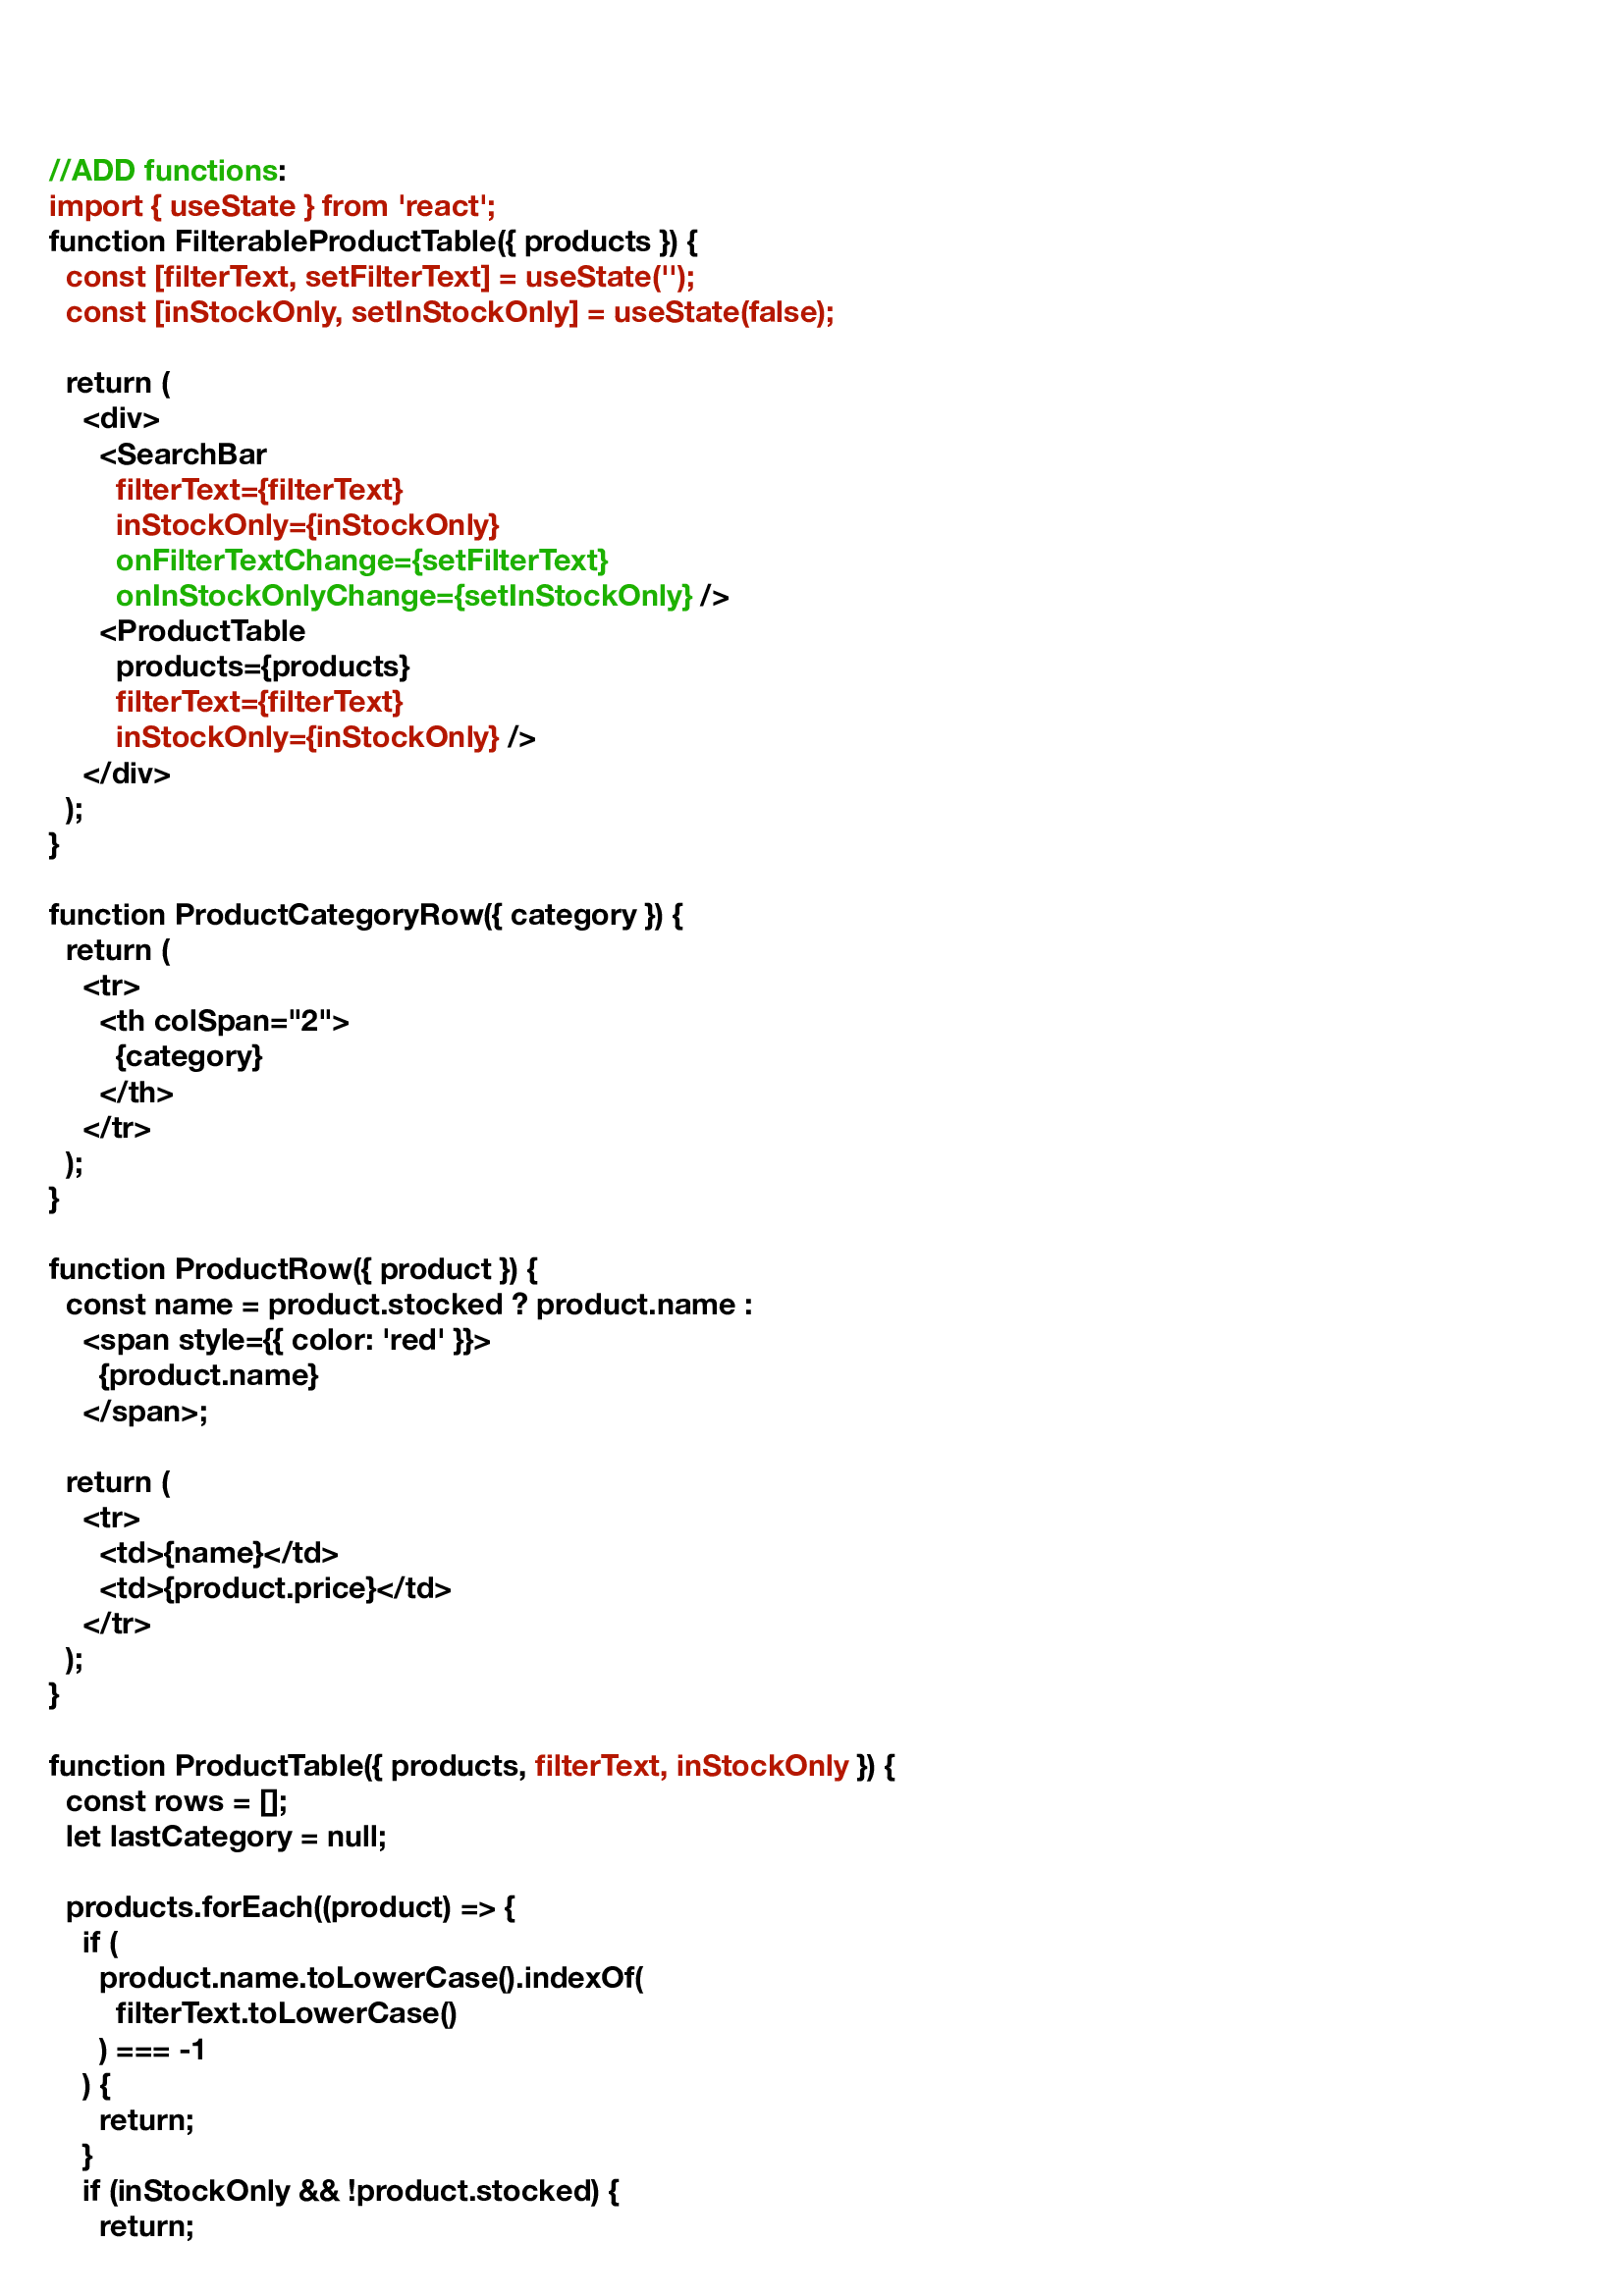 //ADD functions:
import { useState } from 'react';
function FilterableProductTable({ products }) {
  const [filterText, setFilterText] = useState('');
  const [inStockOnly, setInStockOnly] = useState(false);

  return (
    <div>
      <SearchBar
        filterText={filterText}
        inStockOnly={inStockOnly}
        onFilterTextChange={setFilterText}
        onInStockOnlyChange={setInStockOnly} />
      <ProductTable
        products={products}
        filterText={filterText}
        inStockOnly={inStockOnly} />
    </div>
  );
}

function ProductCategoryRow({ category }) {
  return (
    <tr>
      <th colSpan="2">
        {category}
      </th>
    </tr>
  );
}

function ProductRow({ product }) {
  const name = product.stocked ? product.name :
    <span style={{ color: 'red' }}>
      {product.name}
    </span>;

  return (
    <tr>
      <td>{name}</td>
      <td>{product.price}</td>
    </tr>
  );
}

function ProductTable({ products, filterText, inStockOnly }) {
  const rows = [];
  let lastCategory = null;

  products.forEach((product) => {
    if (
      product.name.toLowerCase().indexOf(
        filterText.toLowerCase()
      ) === -1
    ) {
      return;
    }
    if (inStockOnly && !product.stocked) {
      return;